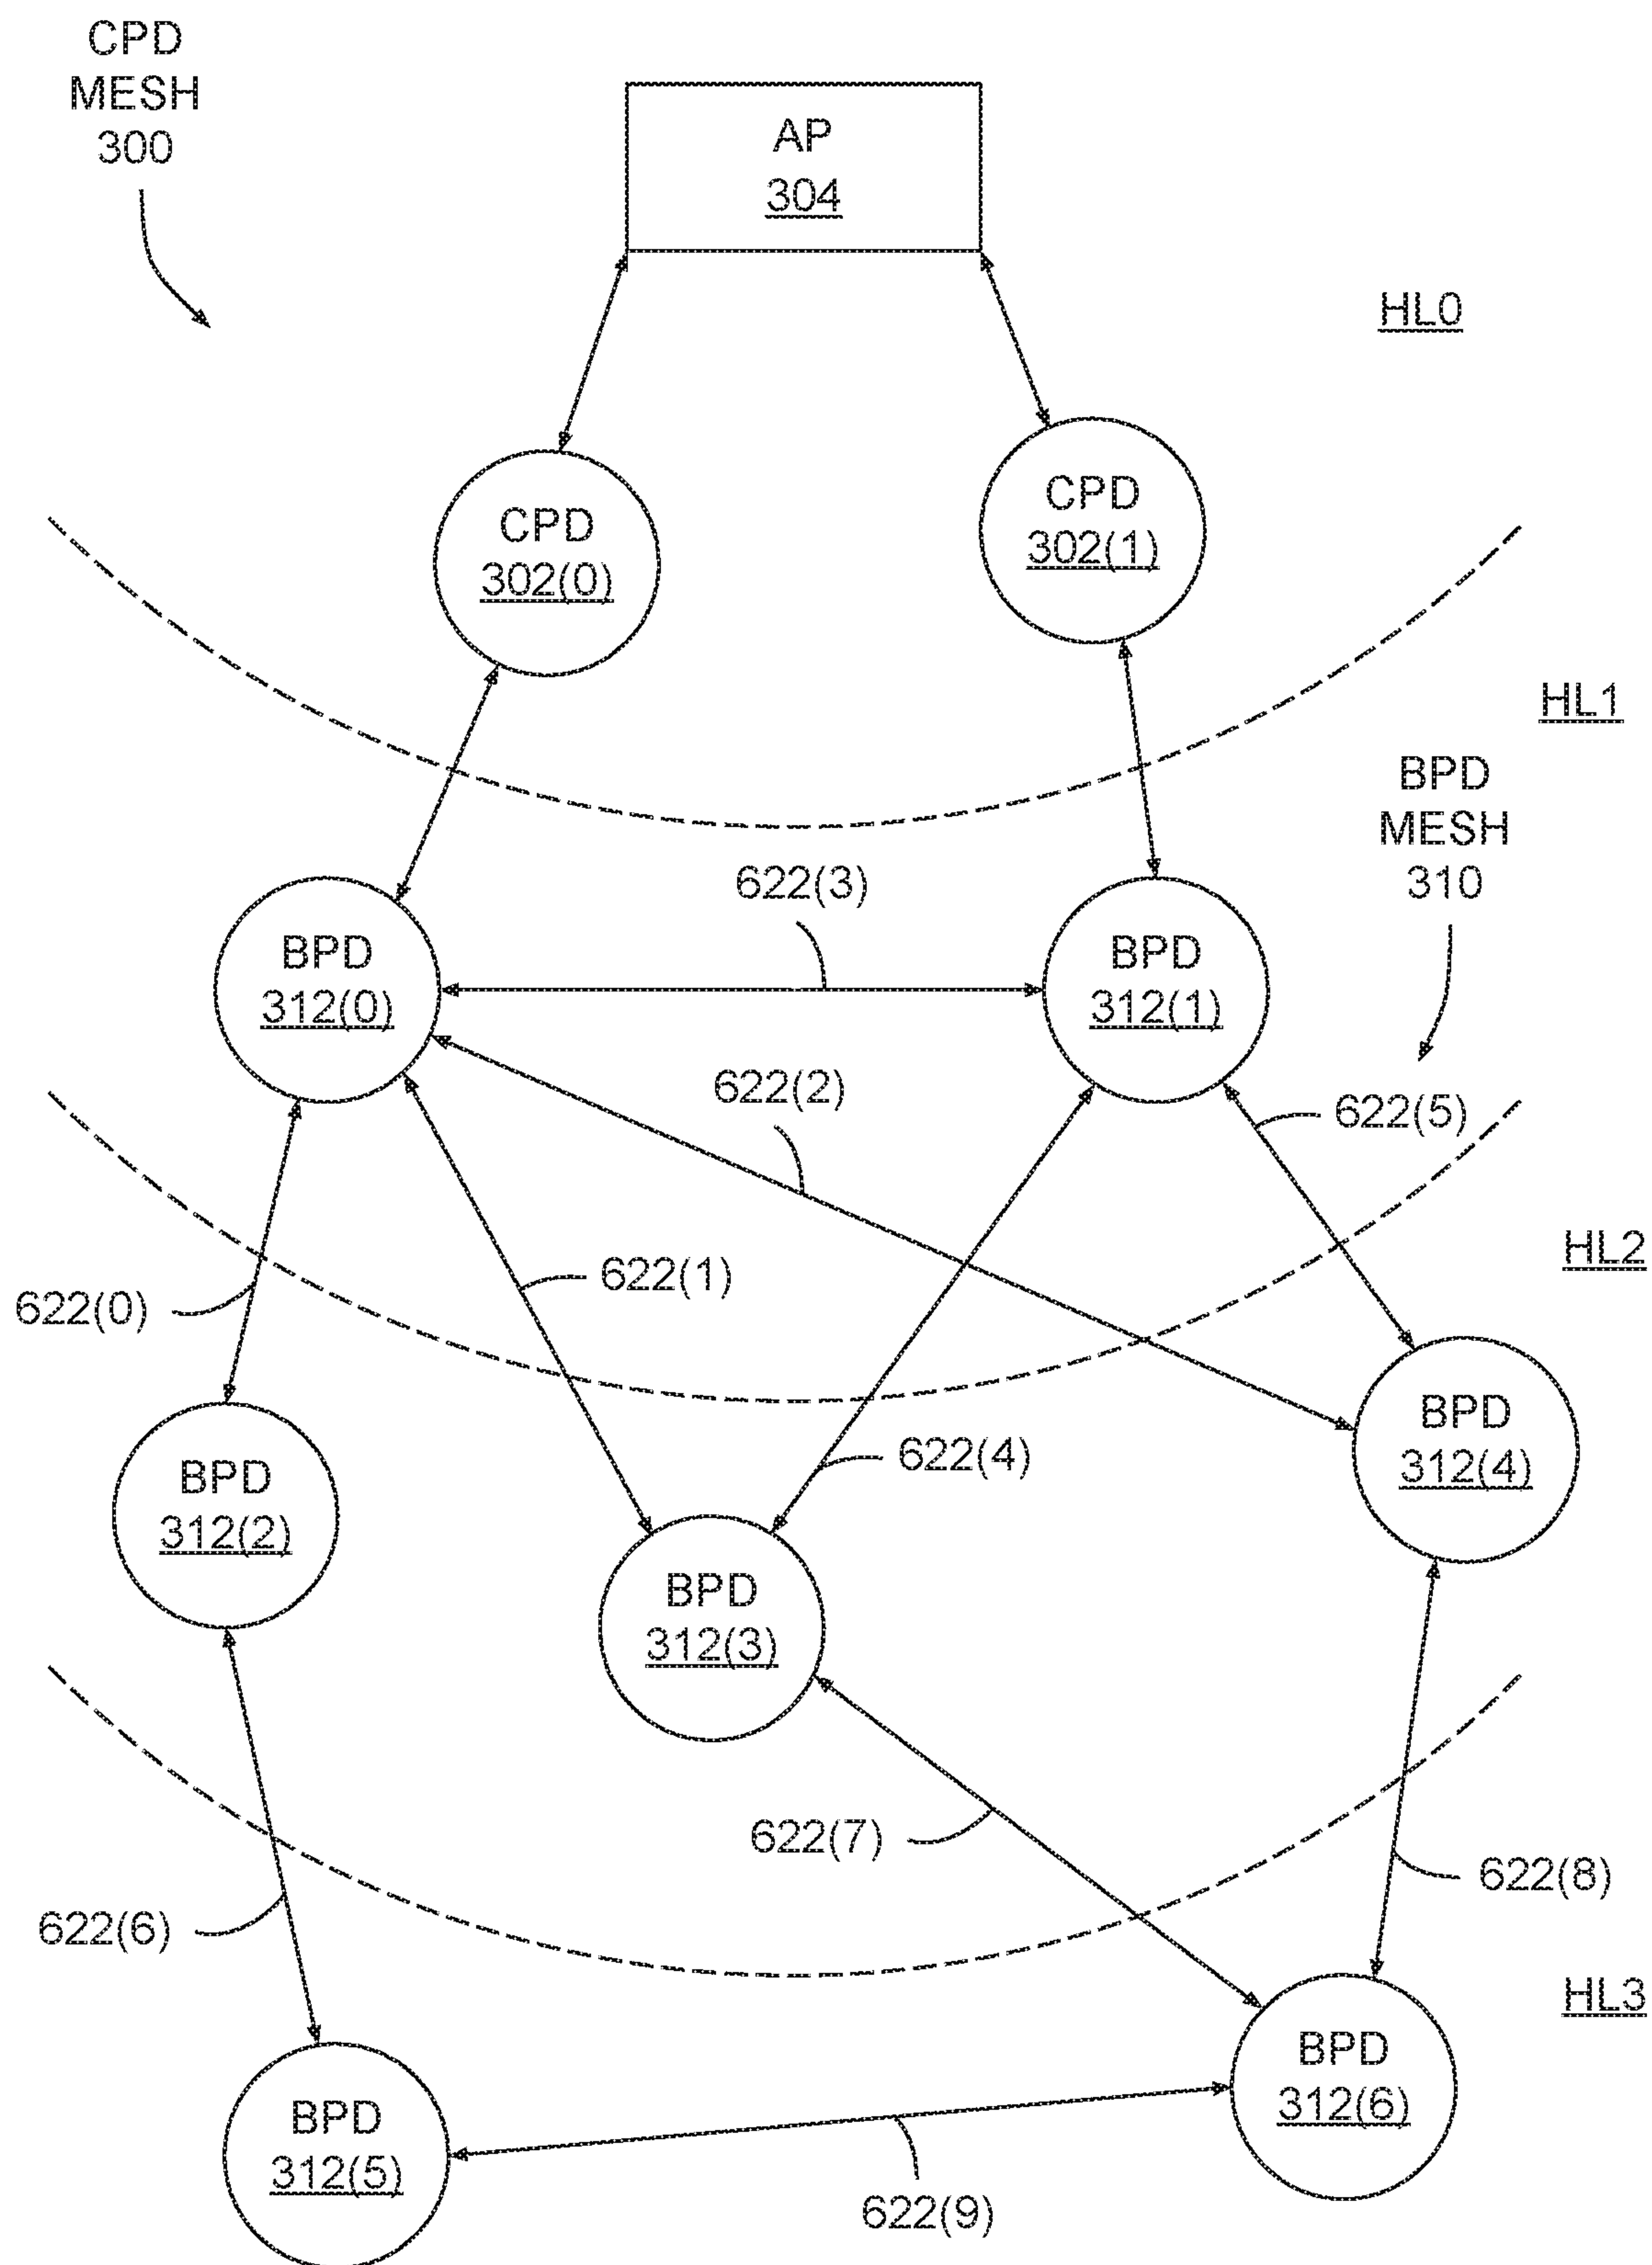 CPD
MESH
300
AP
304
HL0
CPD
302(0)
CPD
302(1)
HL1
BPD
MESH
310
622(3)
BPD
312(0)
BPD
312(1)
622(2)
622(5)
HL2
622(1)
622(0)
BPD
312(4)
622(4)
BPD
312(2)
BPD
312(3)
622(7)
622(8)
622(6)
HL3
BPD
312(6)
BPD
312(5)
622(9)